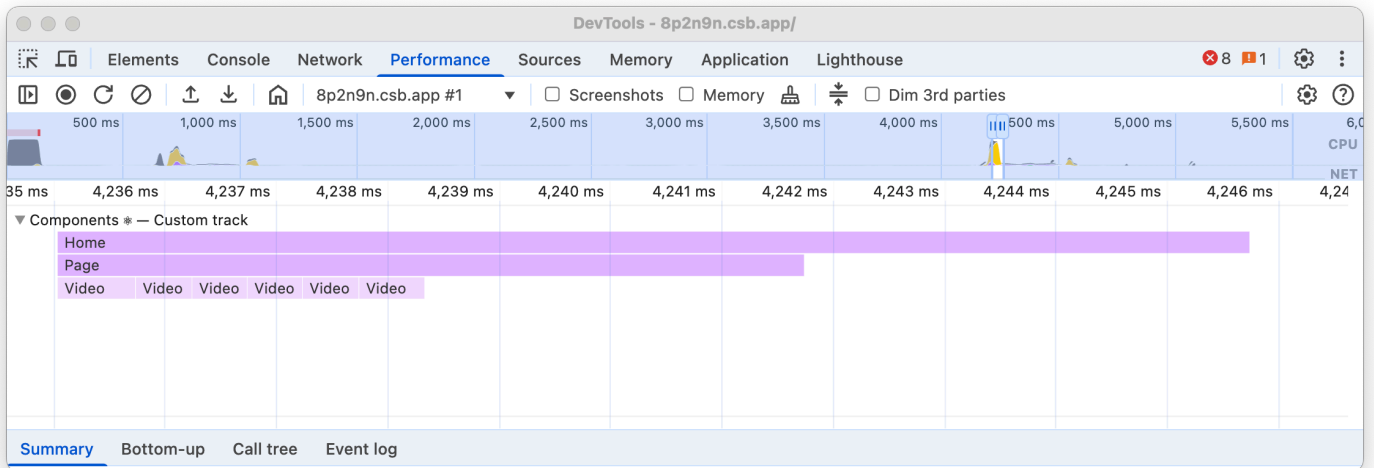 DevTools - 8p2n9n.csb.app/
Elements Console Network Performance Sources Memory Application Lighthouse 8 1
8p2n9n.csb.app #1 Screenshots Memory Dim 3rd parties
500 ms 1,000 ms 1,500 ms 2,000 ms 2,500 ms 3,000 ms 3,500 ms 4,000 ms 500 ms 5,000 ms 5,500 ms 6,0
CPU
NET
35 ms 4,236 ms 4,237 ms 4,238 ms 4,239 ms 4,240 ms 4,241 ms 4,242 ms 4,243 ms 4,244 ms 4,245 ms 4,246 ms 4,24
Components ⚛ — Custom track
Home
Page
Video Video Video Video Video Video
Summary Bottom-up Call tree Event log